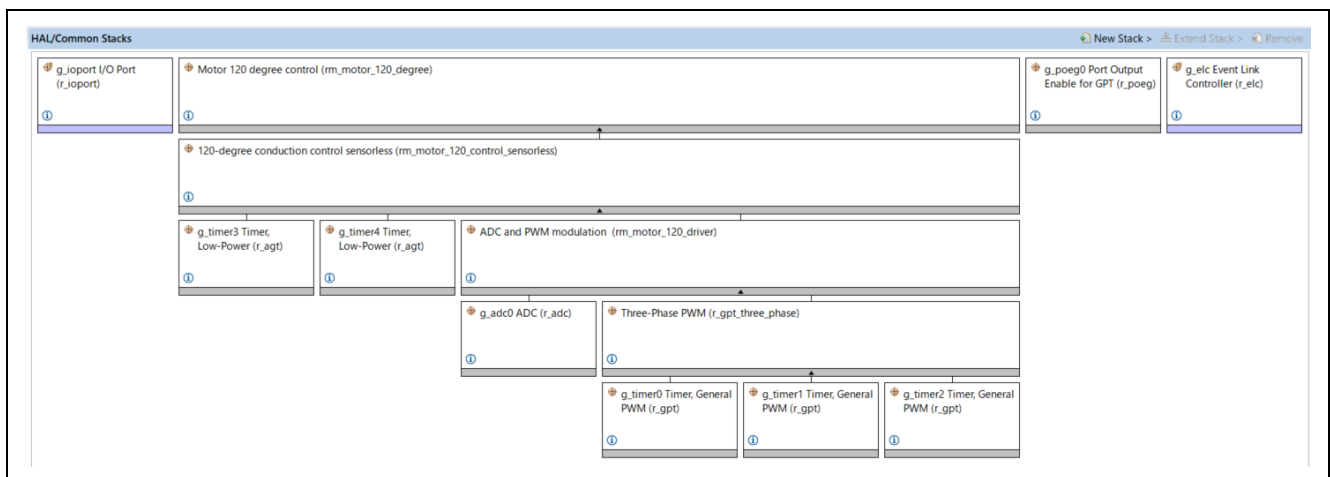 HAL/Common Stacks
New Stack > Extend Stack > Remove
g_ioport I/O Port
(r_ioport)
Motor 120 degree control (rm_motor_120_degree)
g_poeg0 Port Output
Enable for GPT (r_poeg)
g_elc Event Link
Controller (r_elc)
120-degree conduction control sensorless (rm_motor_120_control_sensorless)
g_timer3 Timer,
Low-Power (r_agt)
g_timer4 Timer,
Low-Power (r_agt)
ADC and PWM modulation (rm_motor_120_driver)
g_adc0 ADC (r_adc)
Three-Phase PWM (r_gpt_three_phase)
g_timer0 Timer, General
PWM (r_gpt)
g_timer1 Timer, General
PWM (r_gpt)
g_timer2 Timer, General
PWM (r_gpt)